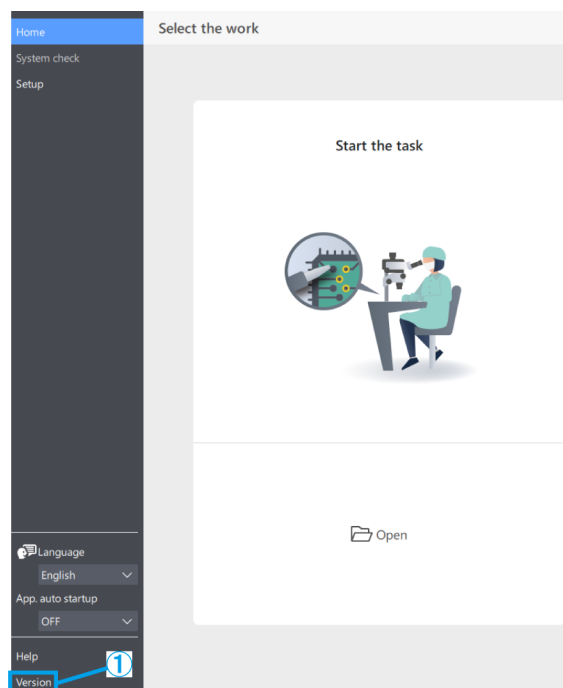 Home
Select the work
System check
Setup
Start the task
Open
Language
English
App. auto startup
OFF
Help
1
Version